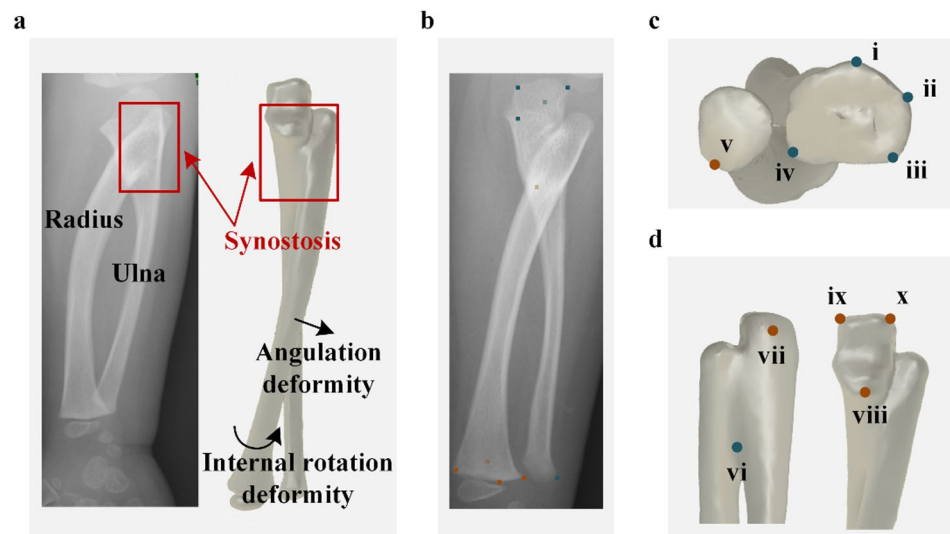 a
b
c
d
Radius
Ulna
Synostosis
Angulation
deformity
Internal rotation
deformity
i
ii
iii
iv
v
vi
vii
viii
ix
x